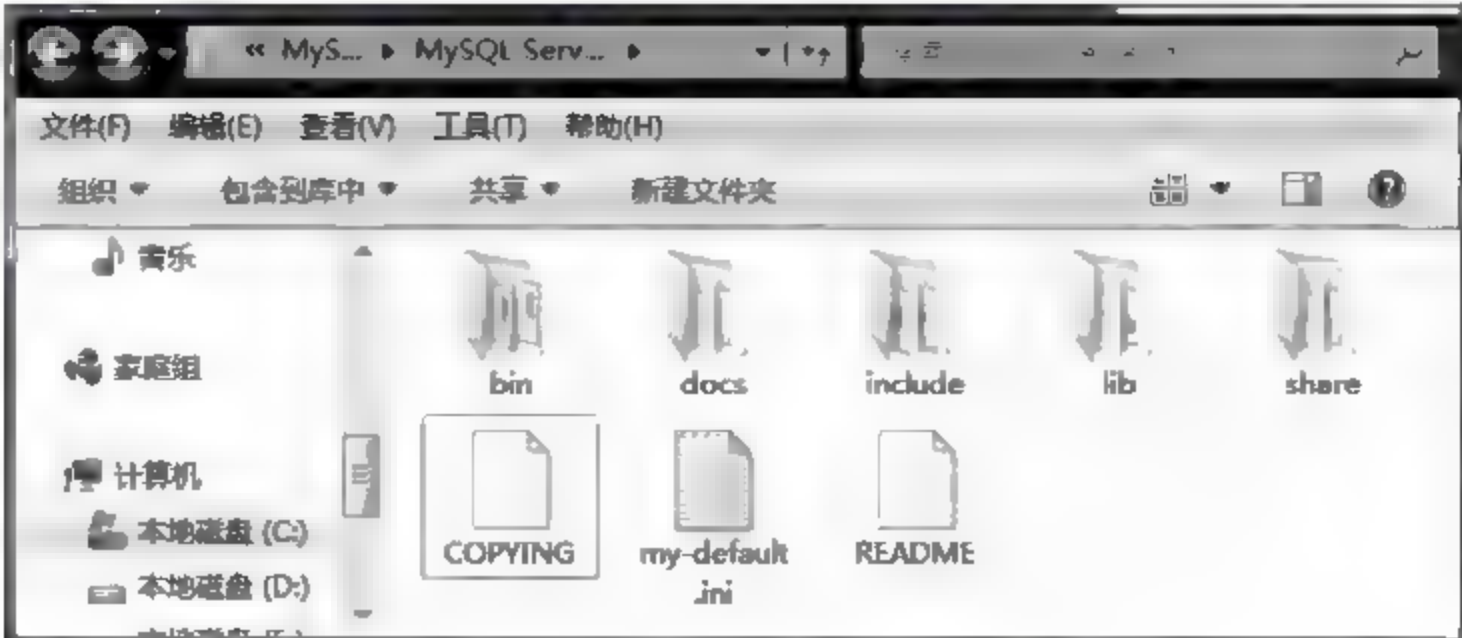 « MyS... ▶ MySQL Serv... ▶
文件(F) 编辑(E) 查看(V) 工具(T) 帮助(H)
组织 包含到库中 共享 新建文件夹
音乐
家庭组
计算机
本地磁盘 (C:)
本地磁盘 (D:)
bin docs include lib share
COPYING my-default.ini README